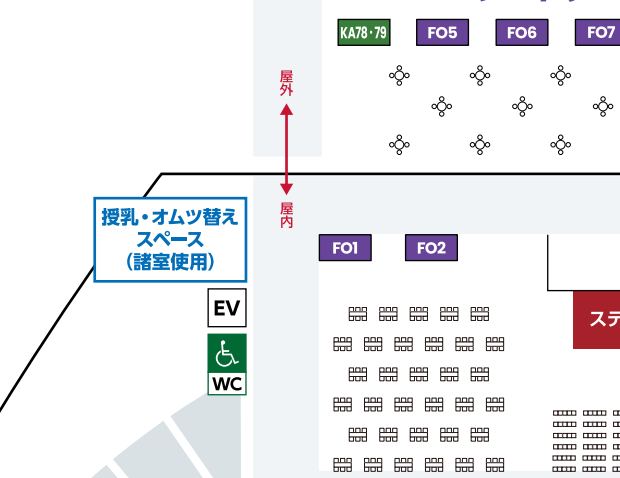 KA78・79
FO5
FO6
FO7
屋外
屋内
授乳・オムツ替え
スペース
（諸室使用）
FO1
FO2
EV
ステ
WC